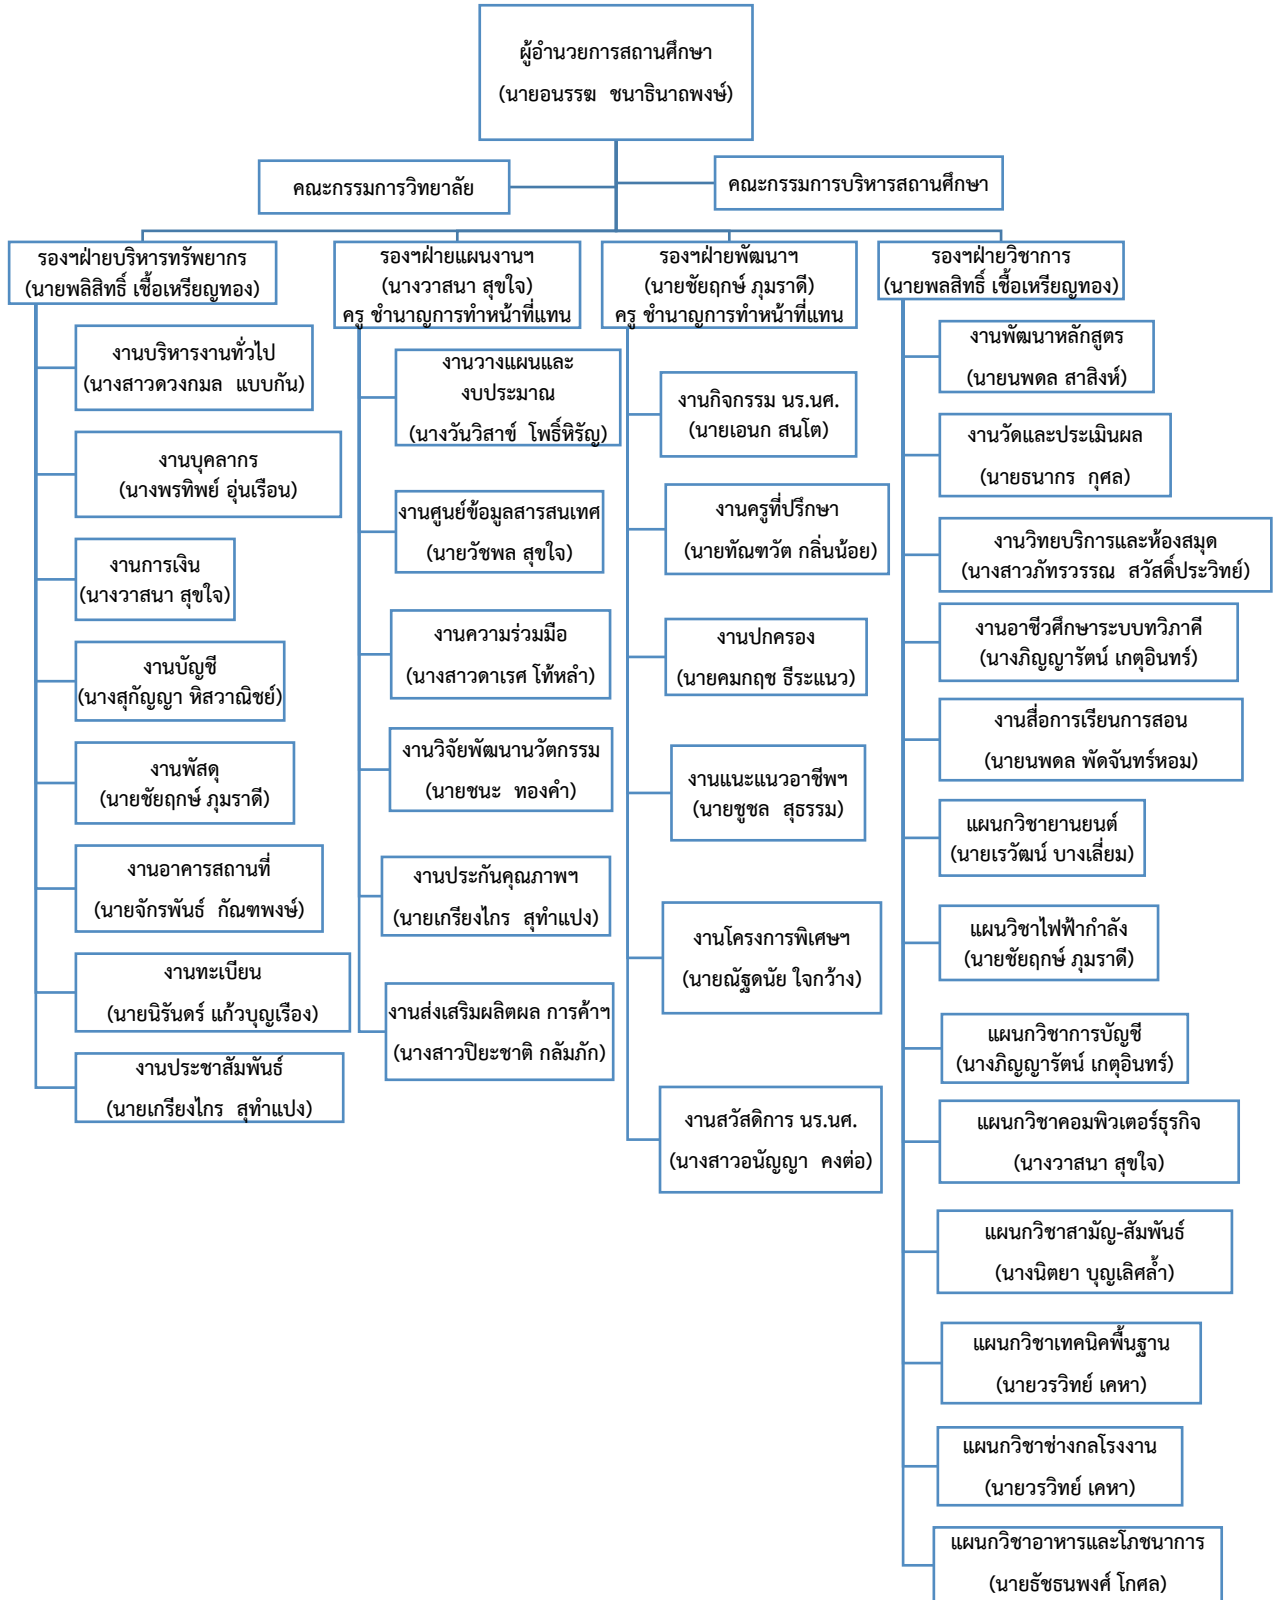 ผู้อำนวยการสถานศึกษา
(นายอนรรฆ ชนาธินาถพงษ์)
คณะกรรมการวิทยาลัย
คณะกรรมการบริหารสถานศึกษา
รองฯฝ่ายบริหารทรัพยากร
(นายพลิสิทธิ์ เชื้อเหรียญทอง)
งานบริหารงานทั่วไป
(นางสาวดวงกมล แบบกัน)
งานบุคลากร
(นางพรทิพย์ อุ่นเรือน)
งานการเงิน
(นางวาสนา สุขใจ)
งานบัญชี
(นางสุกัญญา หิสวาณิชย์)
งานพัสดุ
(นายชัยฤกษ์ ภุมราดี)
งานอาคารสถานที่
(นายจักรพันธ์ กัณฑพงษ์)
งานทะเบียน
(นายนิรันดร์ แก้วบุญเรือง)
งานประชาสัมพันธ์
(นายเกรียงไกร สุทำแปง)
รองฯฝ่ายแผนงานฯ
(นางวาสนา สุขใจ)
ครู ชำนาญการทำหน้าที่แทน
งานวางแผนและ
งบประมาณ
(นางวันวิสาข์ โพธิ์หิรัญ)
งานศูนย์ข้อมูลสารสนเทศ
(นายวัชพล สุขใจ)
งานความร่วมมือ
(นางสาวดาเรศ โท้หลำ)
งานวิจัยพัฒนานวัตกรรม
(นายชนะ ทองคำ)
งานประกันคุณภาพฯ
(นายเกรียงไกร สุทำแปง)
งานส่งเสริมผลิตผล การค้าฯ
(นางสาวปิยะชาติ กลัมภัก)
รองฯฝ่ายพัฒนาฯ
(นายชัยฤกษ์ ภุมราดี)
ครู ชำนาญการทำหน้าที่แทน
งานกิจกรรม นร.นศ.
(นายเอนก สนโต)
งานครูที่ปรึกษา
(นายทัณฑวัต กลิ่นน้อย)
งานปกครอง
(นายคมกฤช ธีระแนว)
งานแนะแนวอาชีพฯ
(นายชูชล สุธรรม)
งานโครงการพิเศษฯ
(นายณัฐดนัย ใจกว้าง)
งานสวัสดิการ นร.นศ.
(นางสาวอนัญญา คงต่อ)
รองฯฝ่ายวิชาการ
(นายพลสิทธิ์ เชื้อเหรียญทอง)
งานพัฒนาหลักสูตร
(นายนพดล สาสิงห์)
งานวัดและประเมินผล
(นายธนากร กุศล)
งานวิทยบริการและห้องสมุด
(นางสาวภัทรวรรณ สวัสดิ์ประวิทย์)
งานอาชีวศึกษาระบบทวิภาคี
(นางภิญญารัตน์ เกตุอินทร์)
งานสื่อการเรียนการสอน
(นายนพดล พัดจันทร์หอม)
แผนกวิชายานยนต์
(นายเรวัฒน์ บางเลี่ยม)
แผนวิชาไฟฟ้ากำลัง
(นายชัยฤกษ์ ภุมราดี)
แผนกวิชาการบัญชี
(นางภิญญารัตน์ เกตุอินทร์)
แผนกวิชาคอมพิวเตอร์ธุรกิจ
(นางวาสนา สุขใจ)
แผนกวิชาสามัญ-สัมพันธ์
(นางนิตยา บุญเลิศล้ำ)
แผนกวิชาเทคนิคพื้นฐาน
(นายวรวิทย์ เคหา)
แผนกวิชาช่างกลโรงงาน
(นายวรวิทย์ เคหา)
แผนกวิชาอาหารและโภชนาการ
(นายธัชธนพงศ์ โกศล)